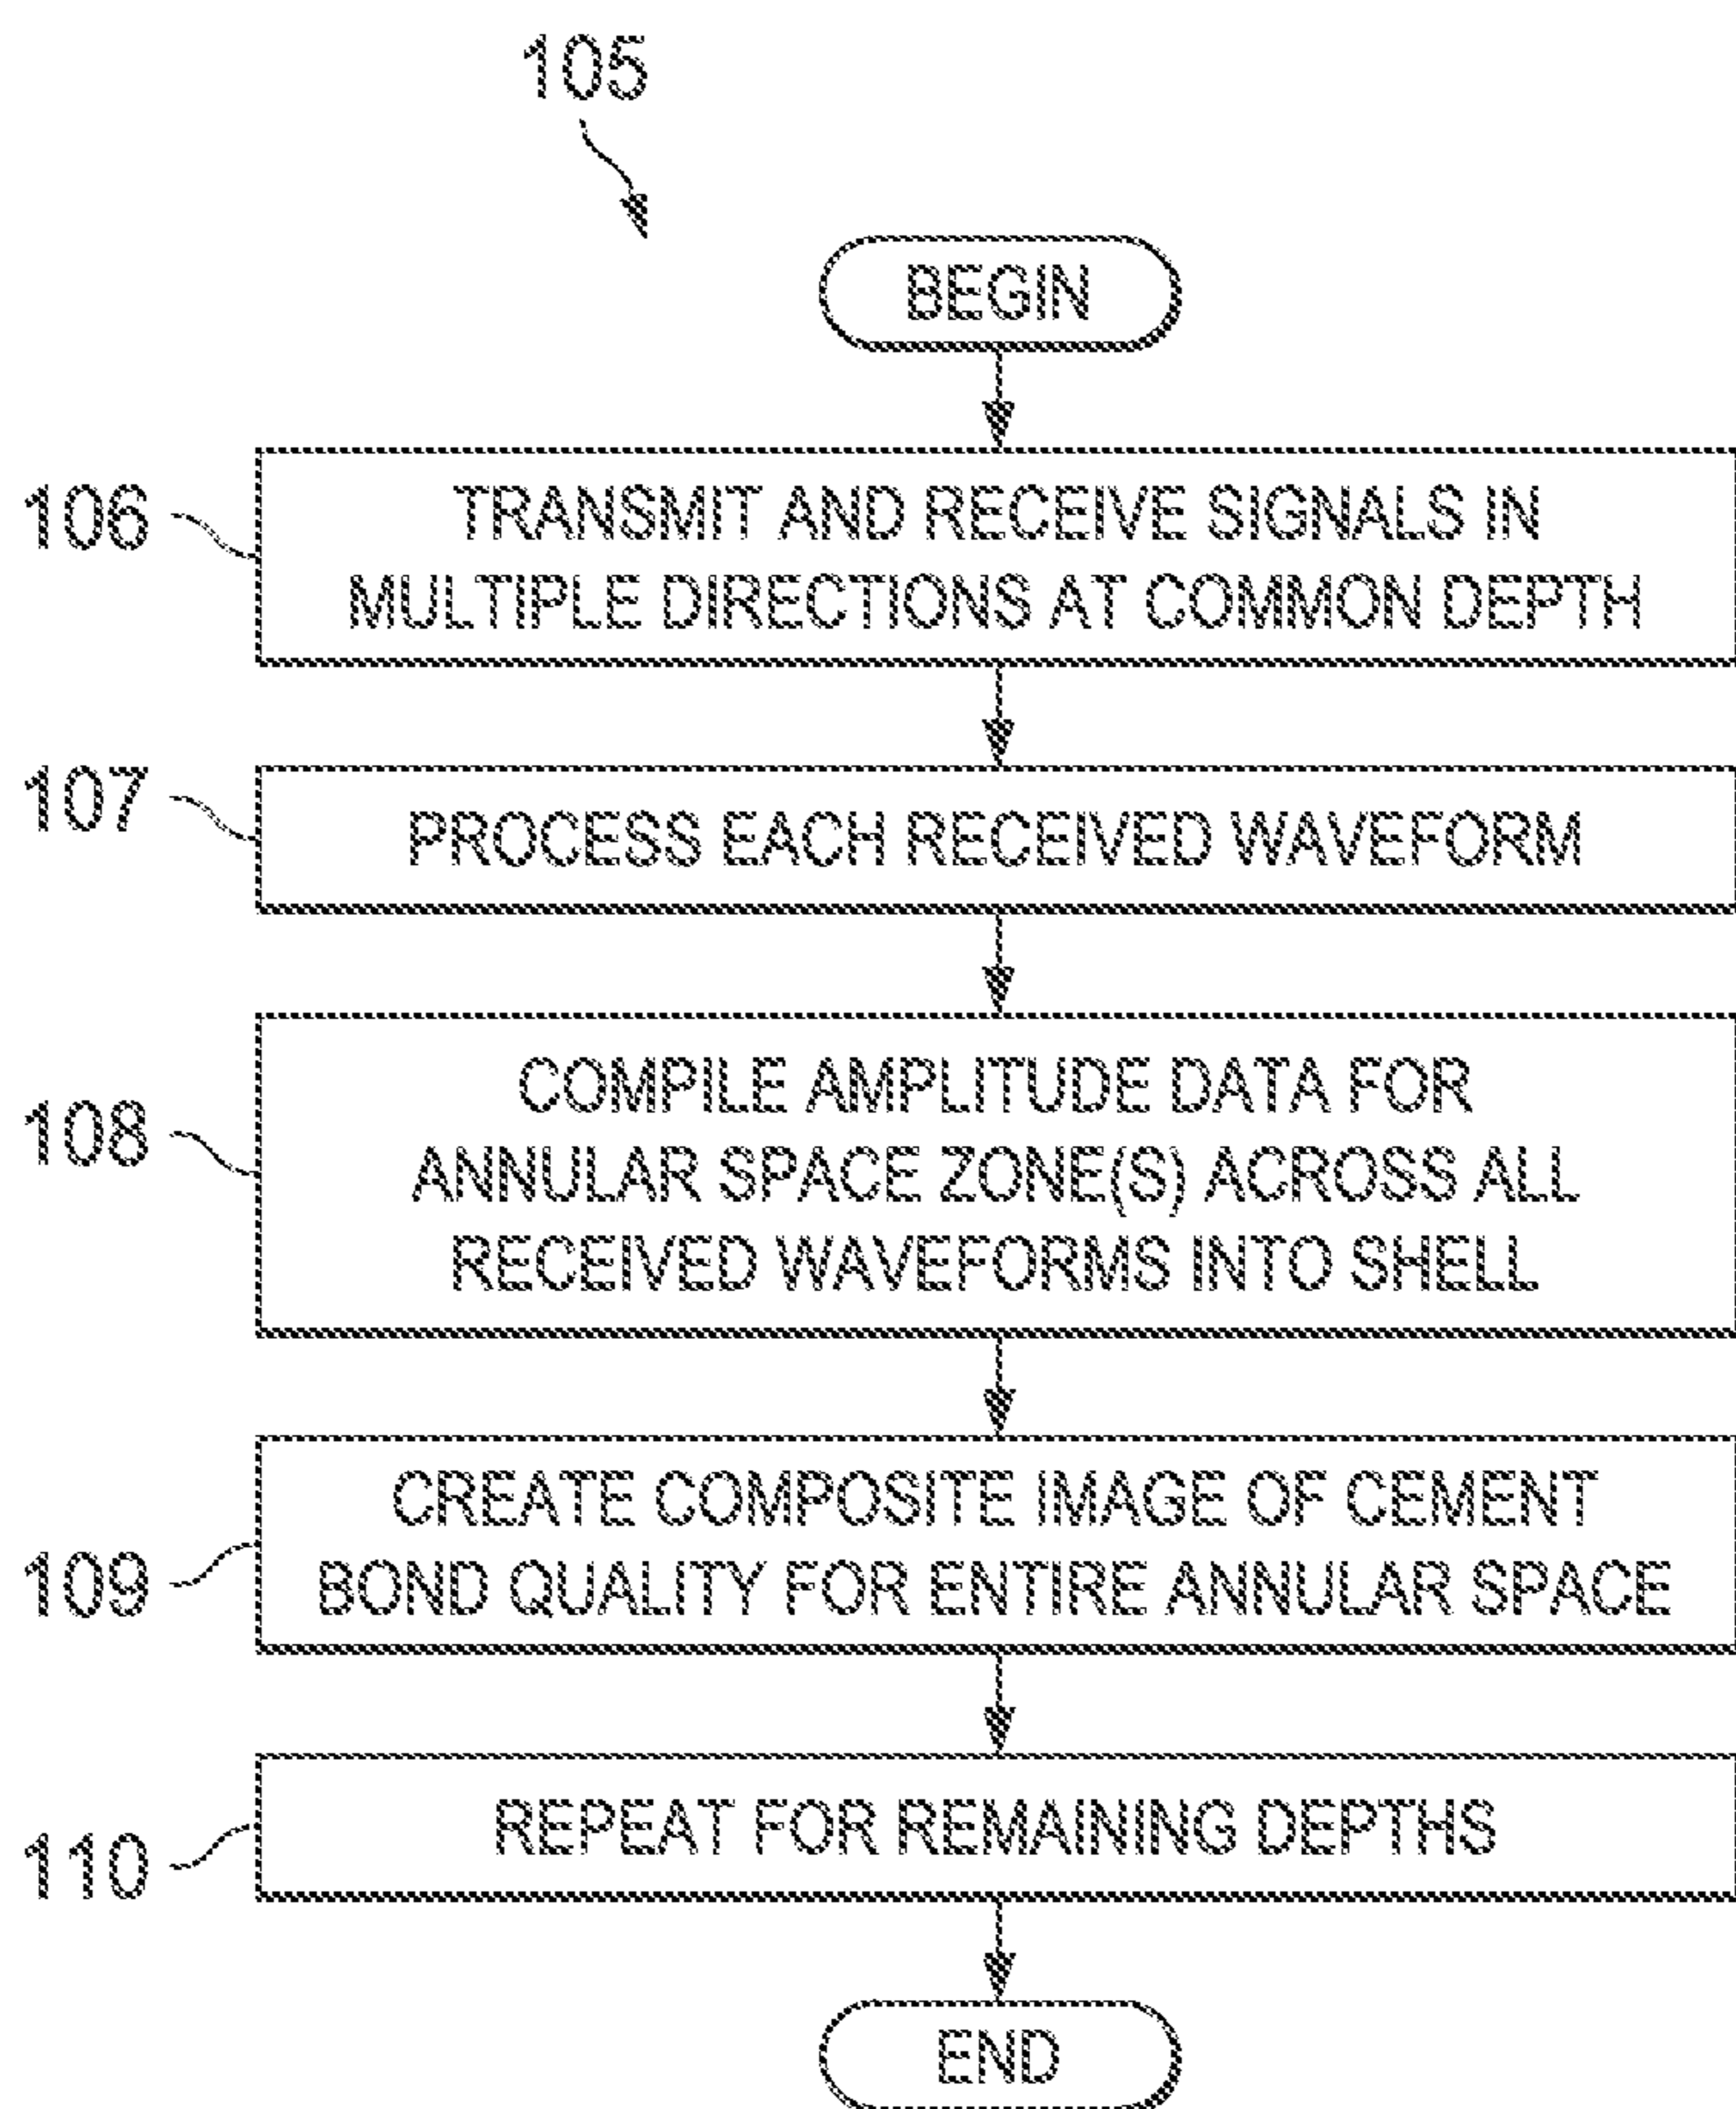 105
BEGIN
106
TRANSMIT AND RECEIVE SIGNALS IN
MULTIPLE DIRECTIONS AT COMMON DEPTH
107
PROCESS EACH RECEIVED WAVEFORM
108
COMPILE AMPLITUDE DATA FOR
ANNULAR SPACE ZONE(S) ACROSS ALL
RECEIVED WAVEFORMS INTO SHELL
109
CREATE COMPOSITE IMAGE OF CEMENT
BOND QUALITY FOR ENTIRE ANNULAR SPACE
110
REPEAT FOR REMAINING DEPTHS
END